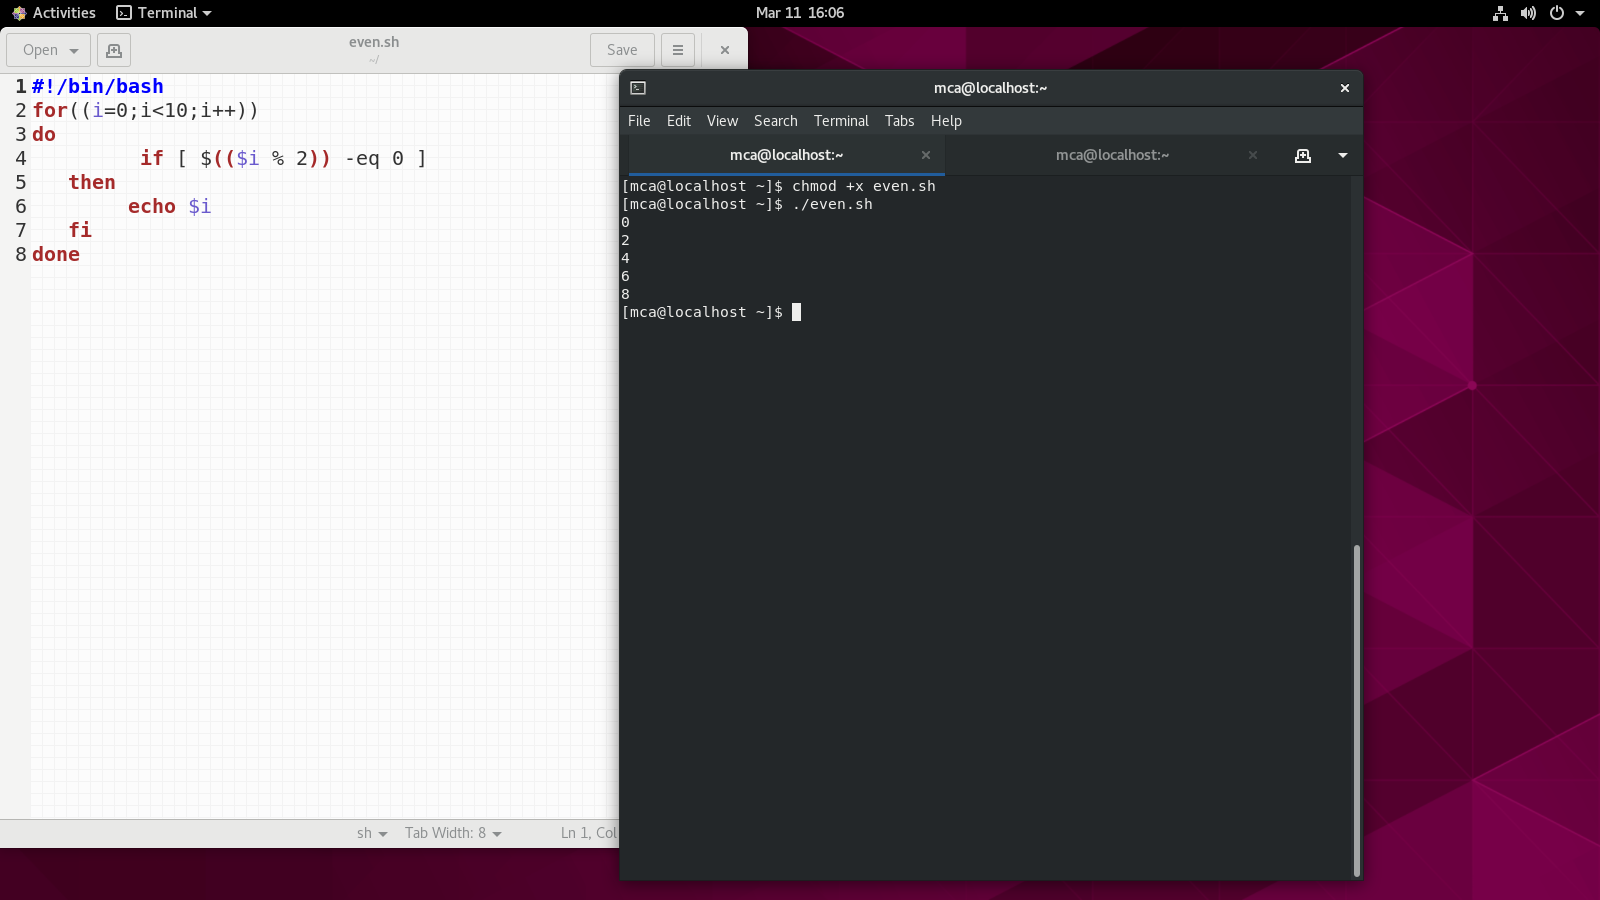 Activities Terminal Mar 11 16:06
Open even.sh Save
~/
1 #!/bin/bash
2 for((i=0;i<10;i++))
3 do
4 if [ $(($i % 2)) -eq 0 ]
5 then
6 echo $i
7 fi
8 done
sh Tab Width: 8 Ln 1, Col
mca@localhost:~
File Edit View Search Terminal Tabs Help
mca@localhost:~ mca@localhost:~
[mca@localhost ~]$ chmod +x even.sh
[mca@localhost ~]$ ./even.sh
0
2
4
6
8
[mca@localhost ~]$